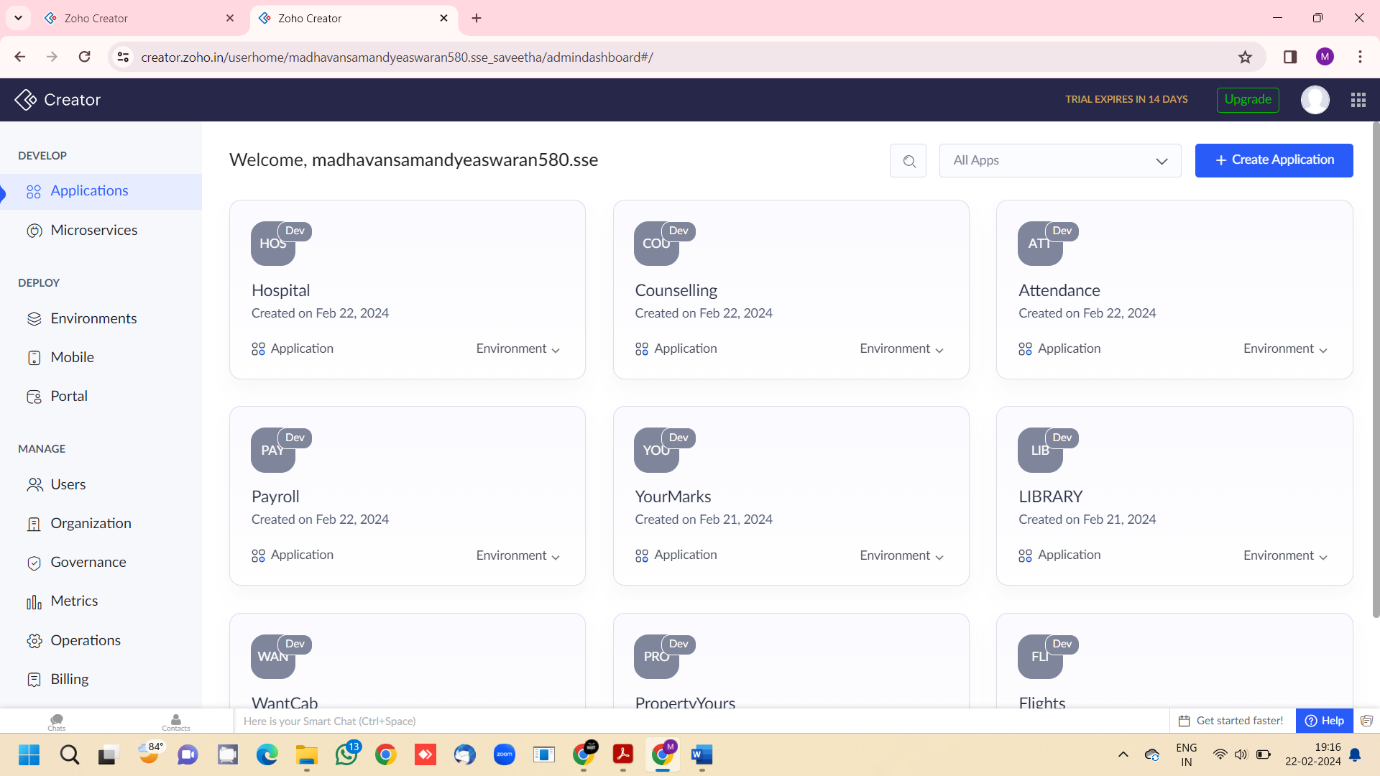 Zoho Creator
Zoho Creator
creator.zoho.in/userhome/madhavansamandyeaswaran580.sse_saveetha/admindashboard#/
M
Creator
TRIAL EXPIRES IN 14 DAYS
Upgrade
DEVELOP
Applications
Microservices
DEPLOY
Environments
Mobile
Portal
MANAGE
Users
Organization
Governance
Metrics
Operations
Billing
Welcome, madhavansamandyeaswaran580.sse
All Apps
+ Create Application
HOS Dev
Hospital
Created on Feb 22, 2024
Application Environment
COU Dev
Counselling
Created on Feb 22, 2024
Application Environment
ATT Dev
Attendance
Created on Feb 22, 2024
Application Environment
PAY Dev
Payroll
Created on Feb 22, 2024
Application Environment
YOU Dev
YourMarks
Created on Feb 21, 2024
Application Environment
LIB Dev
LIBRARY
Created on Feb 21, 2024
Application Environment
WAN Dev
WantCab
PRO Dev
PropertyYours
FLI Dev
Flights
Chats
Contacts
Here is your Smart Chat (Ctrl+Space)
Get started faster!
Help
84°
13
zoom
M
W
ENG
IN
19:16
22-02-2024